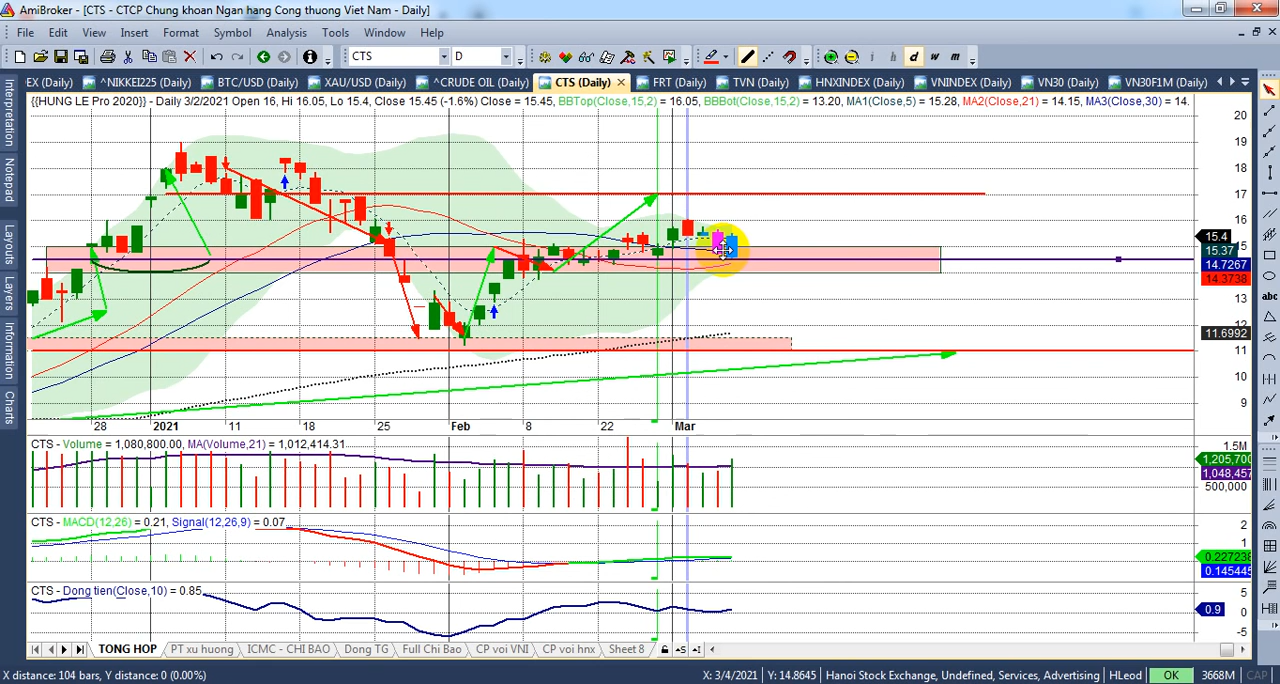 AmiBroker - [CTS - CTCP Chung khoan Ngan hang Cong thuong Viet Nam - Daily]
File Edit View Insert Format Symbol Analysis Tools Window Help
CTS D i h d w m
EX (Daily) ^NIKKEI225 (Daily) BTC/USD (Daily) XAU/USD (Daily) ^CRUDE OIL (Daily) CTS (Daily) FRT (Daily) TVN (Daily) HNXINDEX (Daily) VNINDEX (Daily) VN30 (Daily) VN30F1M (Daily)
{{HUNG LE Pro 2020}} - Daily 3/2/2021 Open 16, Hi 16.05, Lo 15.4, Close 15.45 (-1.6%) Close = 15.45, BBTop(Close,15,2) = 16.05, BBBot(Close,15,2) = 13.20, MA1(Close,5) = 15.28, MA2(Close,21) = 14.15, MA3(Close,30) = 14.
Interpretation
Notepad
Layouts
Layers
Information
Charts
20
19
18
17
16
15.4
15
15.37
14.7267
14.3738
13
12
11.6992
11
10
9
28 2021 11 18 25 Feb 8 22 Mar
CTS - Volume = 1,080,800.00, MA(Volume,21) = 1,012,414.31
1.5M
1,205,700
1,048,457
500,000
CTS - MACD(12,26) = 0.21, Signal(12,26,9) = 0.07
2
1
0.227238
0.145445
CTS - Dong tien(Close,10) = 0.85
5
0.9
0
-5
TONG HOP PT xu huong ICMC - CHI BAO Dong TG Full Chi Bao CP voi VNI CP voi hnx Sheet 8
X distance: 104 bars, Y distance: 0 (0.00%) X: 3/4/2021 Y: 14.8645 Hanoi Stock Exchange, Undefined, Services, Advertising HLeod OK 3668M CAP
abc